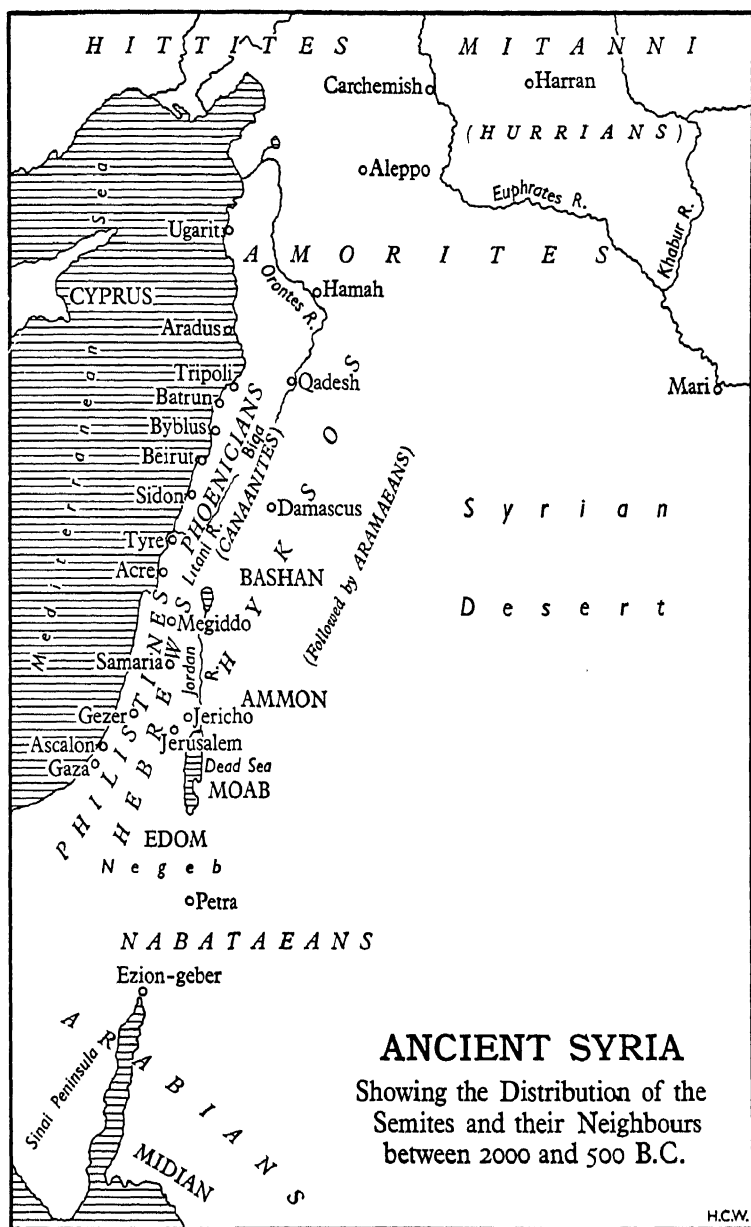 HITTITES
MITANNI
Carchemish
Harran
(HURRIANS)
Aleppo
Euphrates R.
Khabur R.
Ugarit
AMORITES
Orontes R.
Hamah
CYPRUS
Mediterranean Sea
Aradus
Tripoli
Qadesh
Mari
Batrun
Byblus
Beirut
PHOENICIANS
Biqa
(CANAANITES)
Litani R.
Sidon
Damascus
Syrian
Desert
Tyre
Acre
BASHAN
HYKSOS
(Followed by ARAMAEANS)
Megiddo
Samaria
Jordan R.
PHILISTINES
HEBREWS
AMMON
Gezer
Jericho
Ascalon
Jerusalem
Gaza
Dead Sea
MOAB
EDOM
Negeb
Petra
NABATAEANS
Ezion-geber
ARABIANS
Sinai Peninsula
MIDIAN
ANCIENT SYRIA
Showing the Distribution of the
Semites and their Neighbours
between 2000 and 500 B.C.
H.C.W.